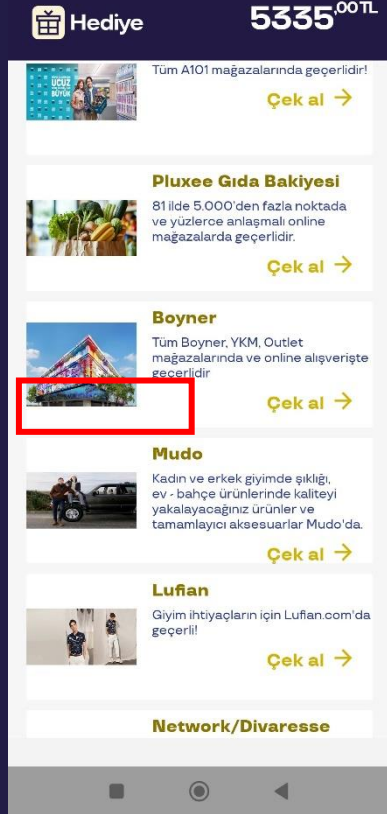 Hediye
5335,00TL
UCUZ
BÜYÜK
Tüm A101 mağazalarında geçerlidir!
Çek al →
Pluxee Gıda Bakiyesi
81 ilde 5.000'den fazla noktada
ve yüzlerce anlaşmalı online
mağazalarda geçerlidir.
Çek al →
Boyner
Tüm Boyner, YKM, Outlet
mağazalarında ve online alışverişte
geçerlidir
Çek al →
Mudo
Kadın ve erkek giyimde şıklığı,
ev - bahçe ürünlerinde kaliteyi
yakalayacağınız ürünler ve
tamamlayıcı aksesuarlar Mudo'da.
Çek al →
Lufian
Giyim ihtiyaçların için Lufian.com'da
geçerli!
Çek al →
Network/Divaresse